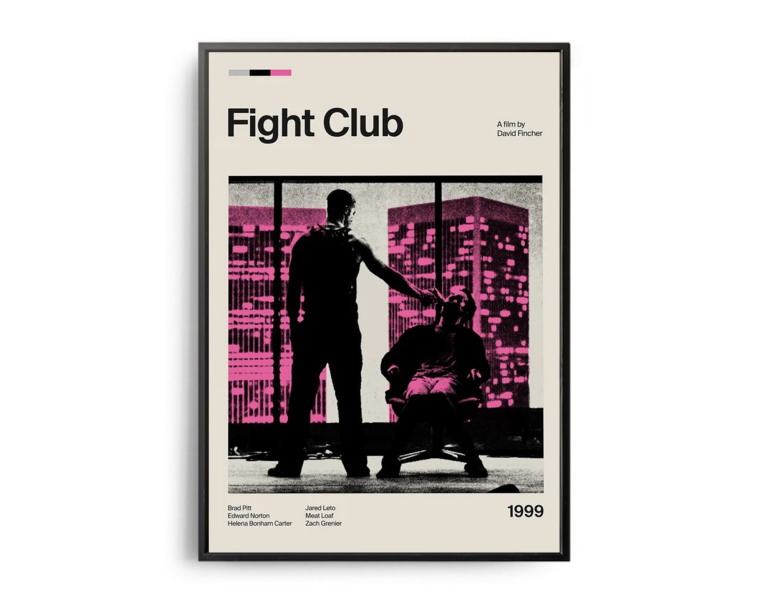 Fight Club
A film by
David Fincher
Brad Pitt
Edward Norton
Helena Bonham Carter
Jared Leto
Meat Loaf
Zach Grenier
1999